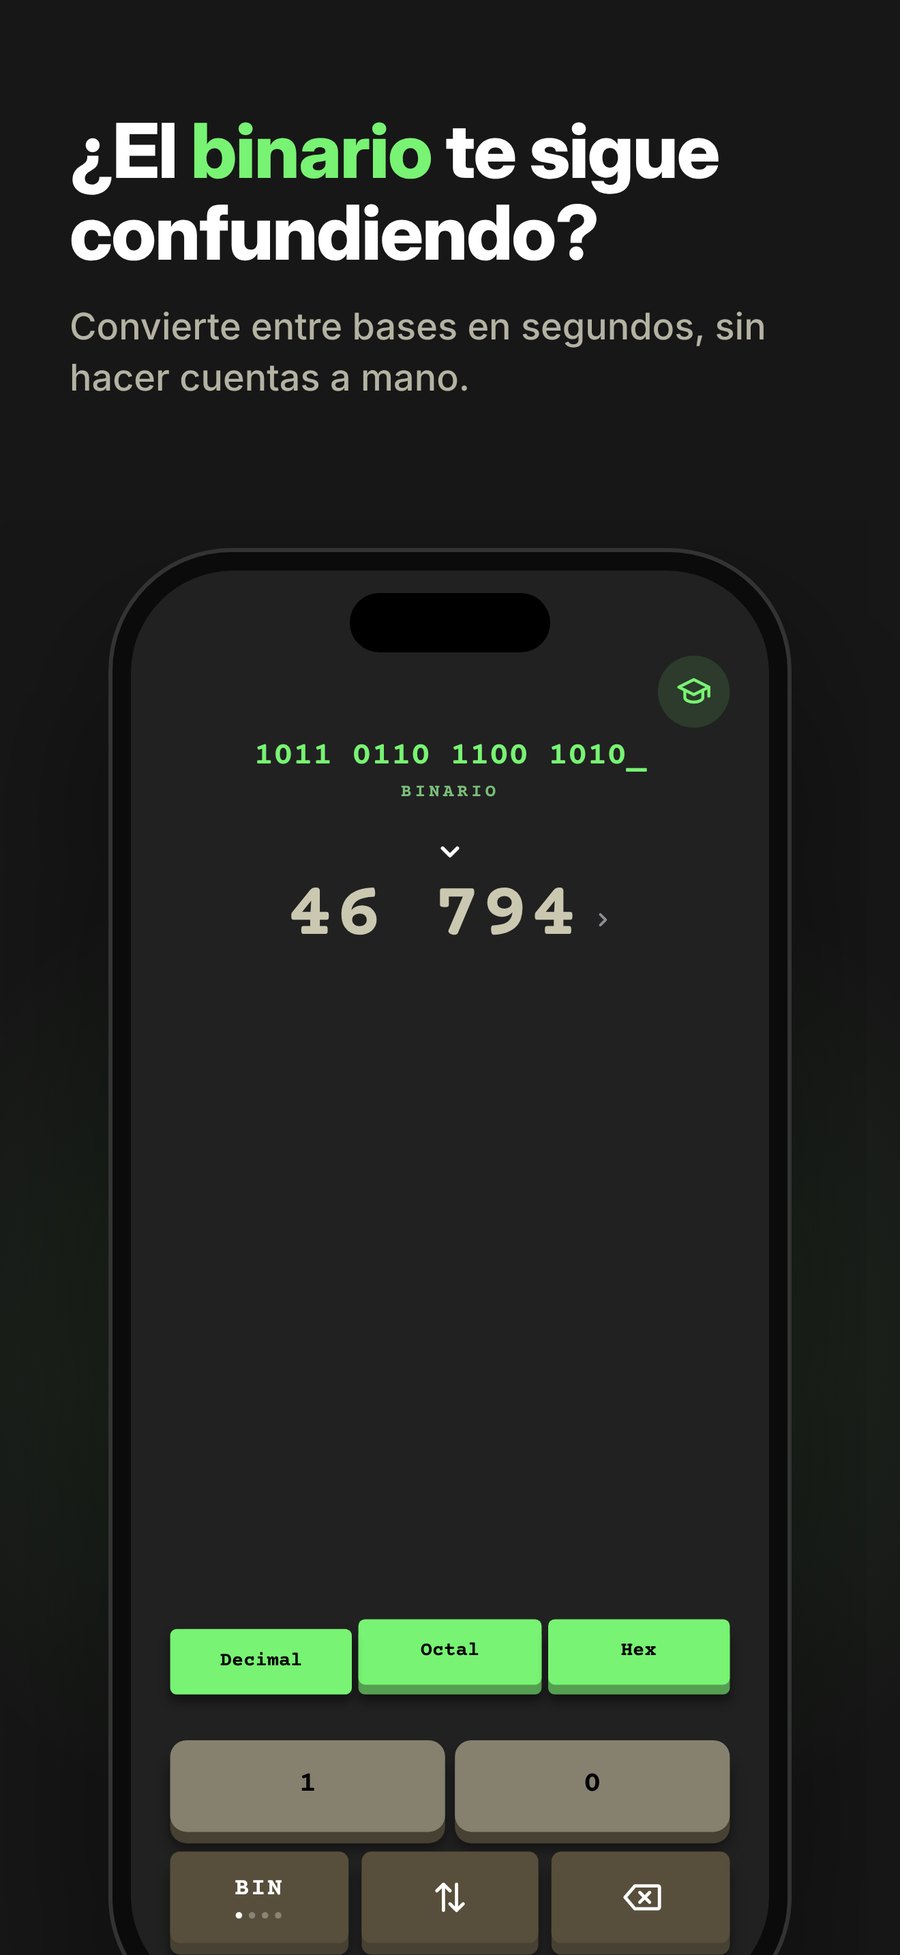 ¿El binario te sigue
confundiendo?
Convierte entre bases en segundos, sin
hacer cuentas a mano.
1011 0110 1100 1010_
BINARIO
46 794
Decimal Octal Hex
1 0
BIN